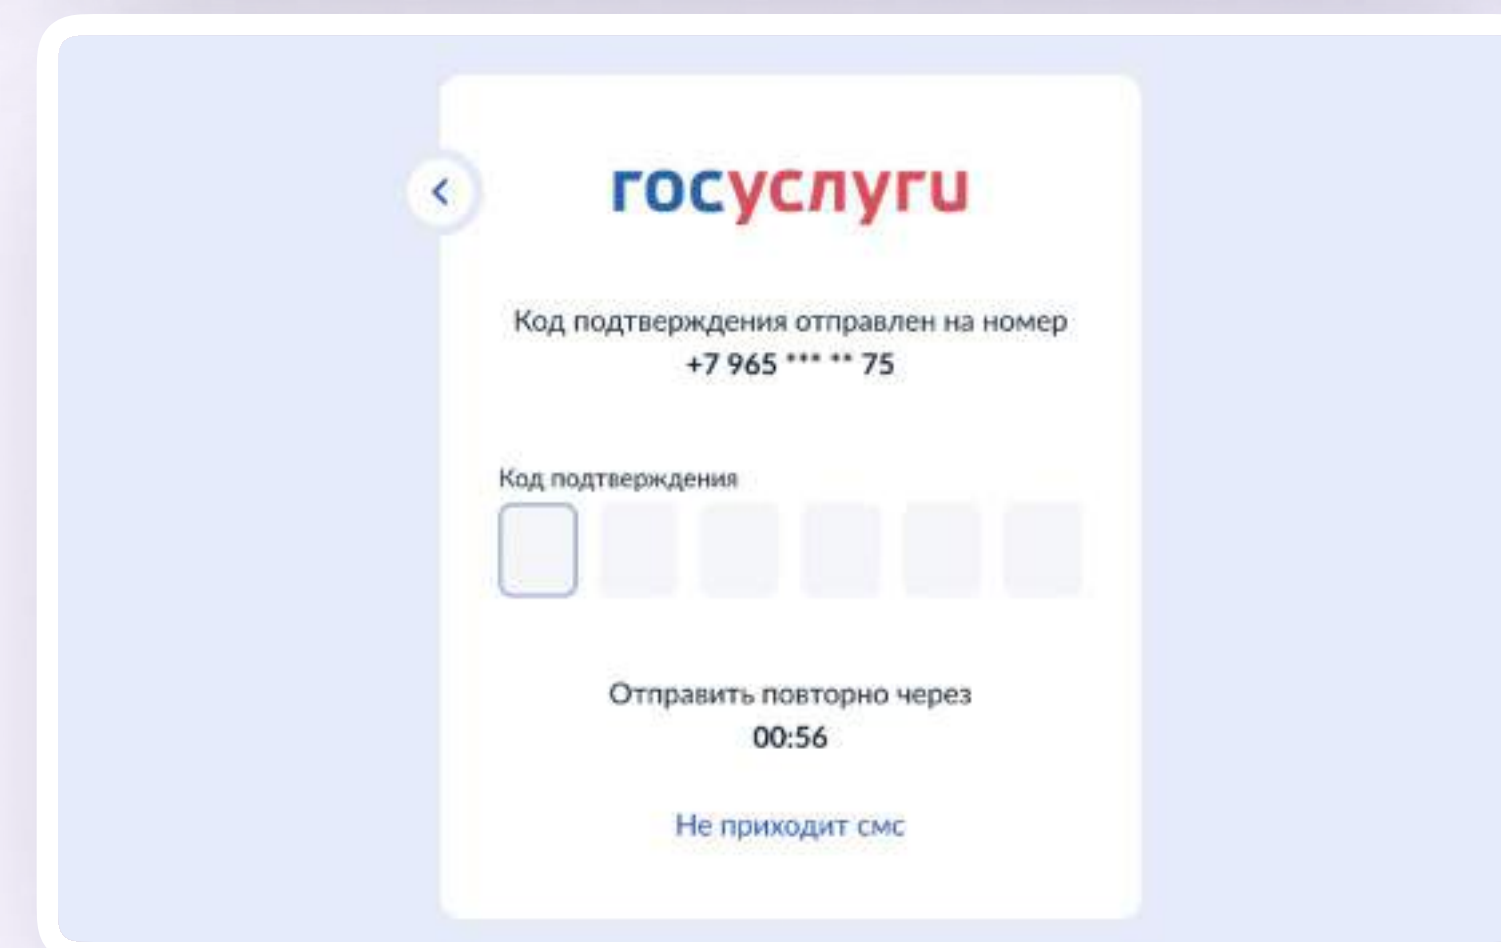 госуслуги
Код подтверждения отправлен на номер
+7 965 *** ** 75
Код подтверждения
Отправить повторно через
00:56
Не приходит смс